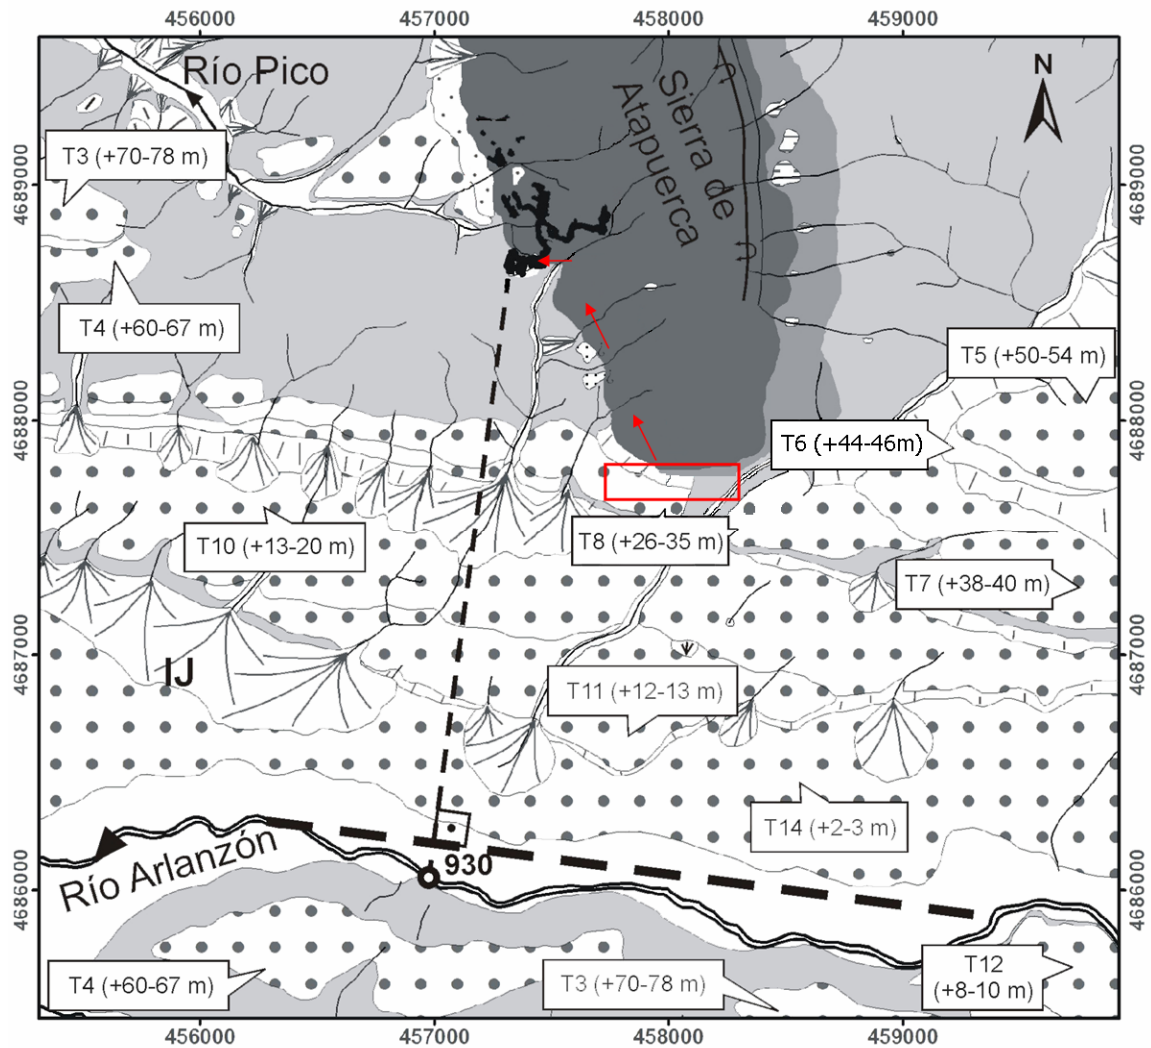 456000
457000
458000
459000
Río Pico
N
Sierra de
Atapuerca
T3 (+70-78 m)
4689000
4689000
T4 (+60-67 m)
T5 (+50-54 m)
4688000
4688000
T6 (+44-46m)
T10 (+13-20 m)
T8 (+26-35 m)
T7 (+38-40 m)
4687000
4687000
IJ
T11 (+12-13 m)
T14 (+2-3 m)
Río Arlanzón
930
4686000
4686000
T4 (+60-67 m)
T3 (+70-78 m)
T12
(+8-10 m)
456000
457000
458000
459000